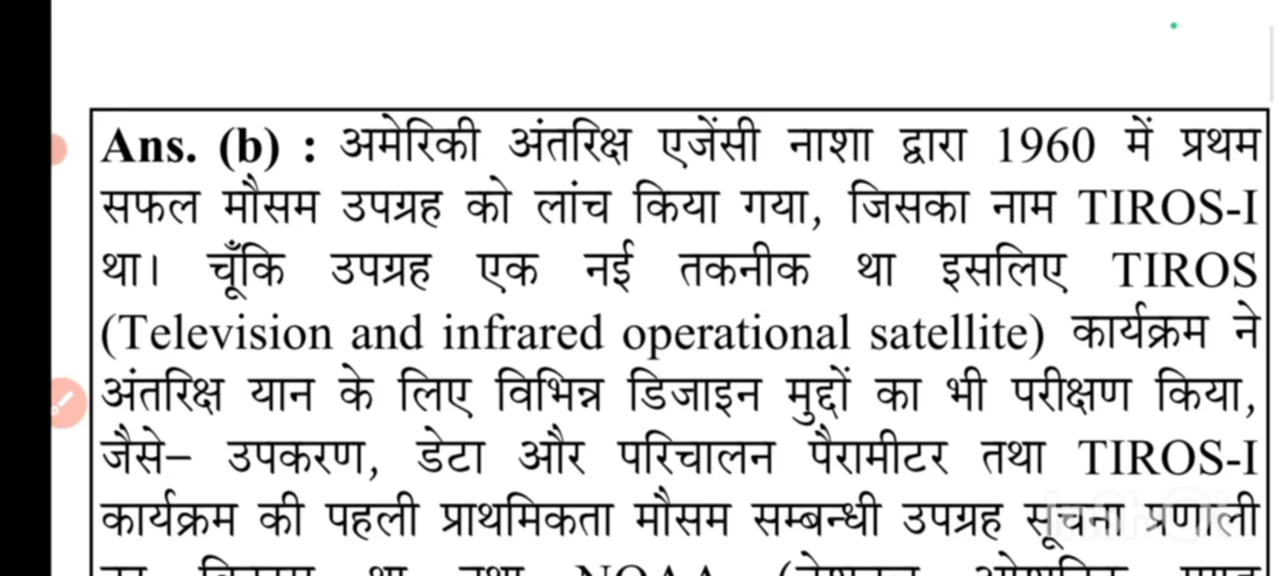 Ans. (b) : अमेरिकी अंतरिक्ष एजेंसी नाशा द्वारा 1960 में प्रथम
सफल मौसम उपग्रह को लांच किया गया, जिसका नाम TIROS-I
था। चूँकि उपग्रह एक नई तकनीक था इसलिए TIROS
(Television and infrared operational satellite) कार्यक्रम ने
अंतरिक्ष यान के लिए विभिन्न डिजाइन मुद्दों का भी परीक्षण किया,
जैसे– उपकरण, डेटा और परिचालन पैरामीटर तथा TIROS-I
कार्यक्रम की पहली प्राथमिकता मौसम सम्बन्धी उपग्रह सूचना प्रणाली
था तथा NOAA